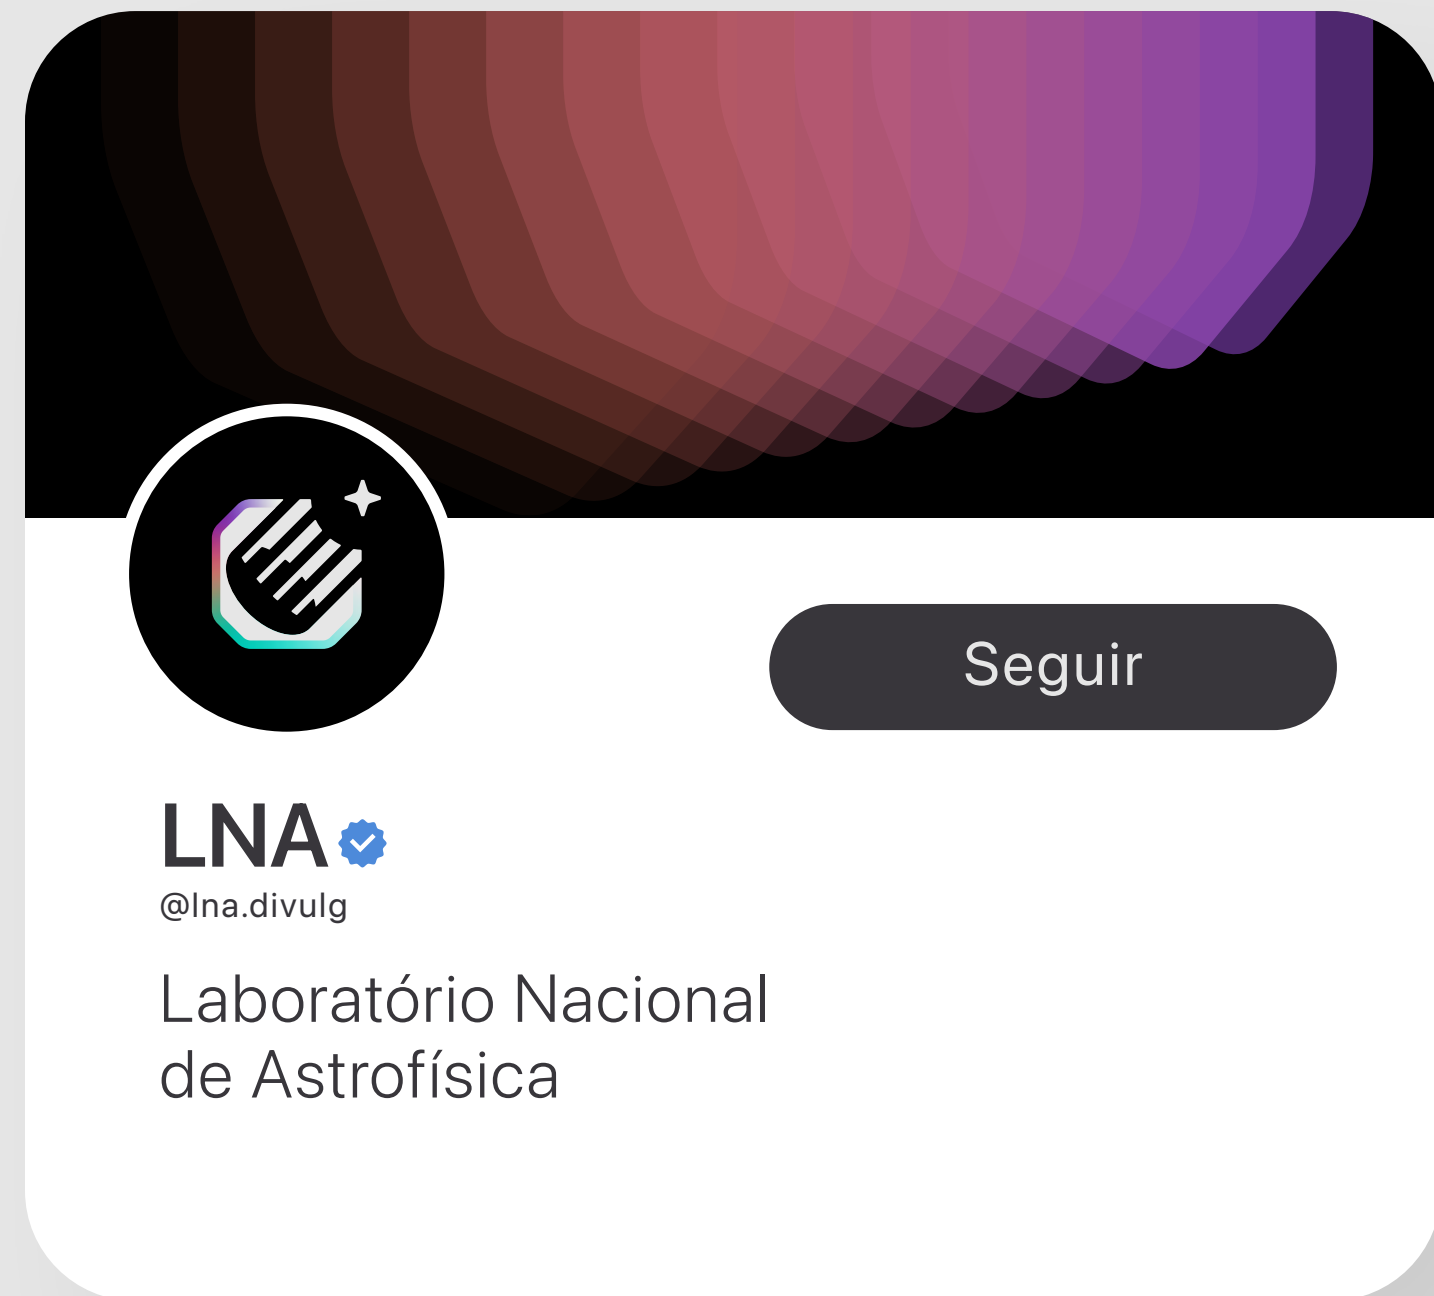 Seguir
LNA
@lna.divulg
Laboratório Nacional
de Astrofísica